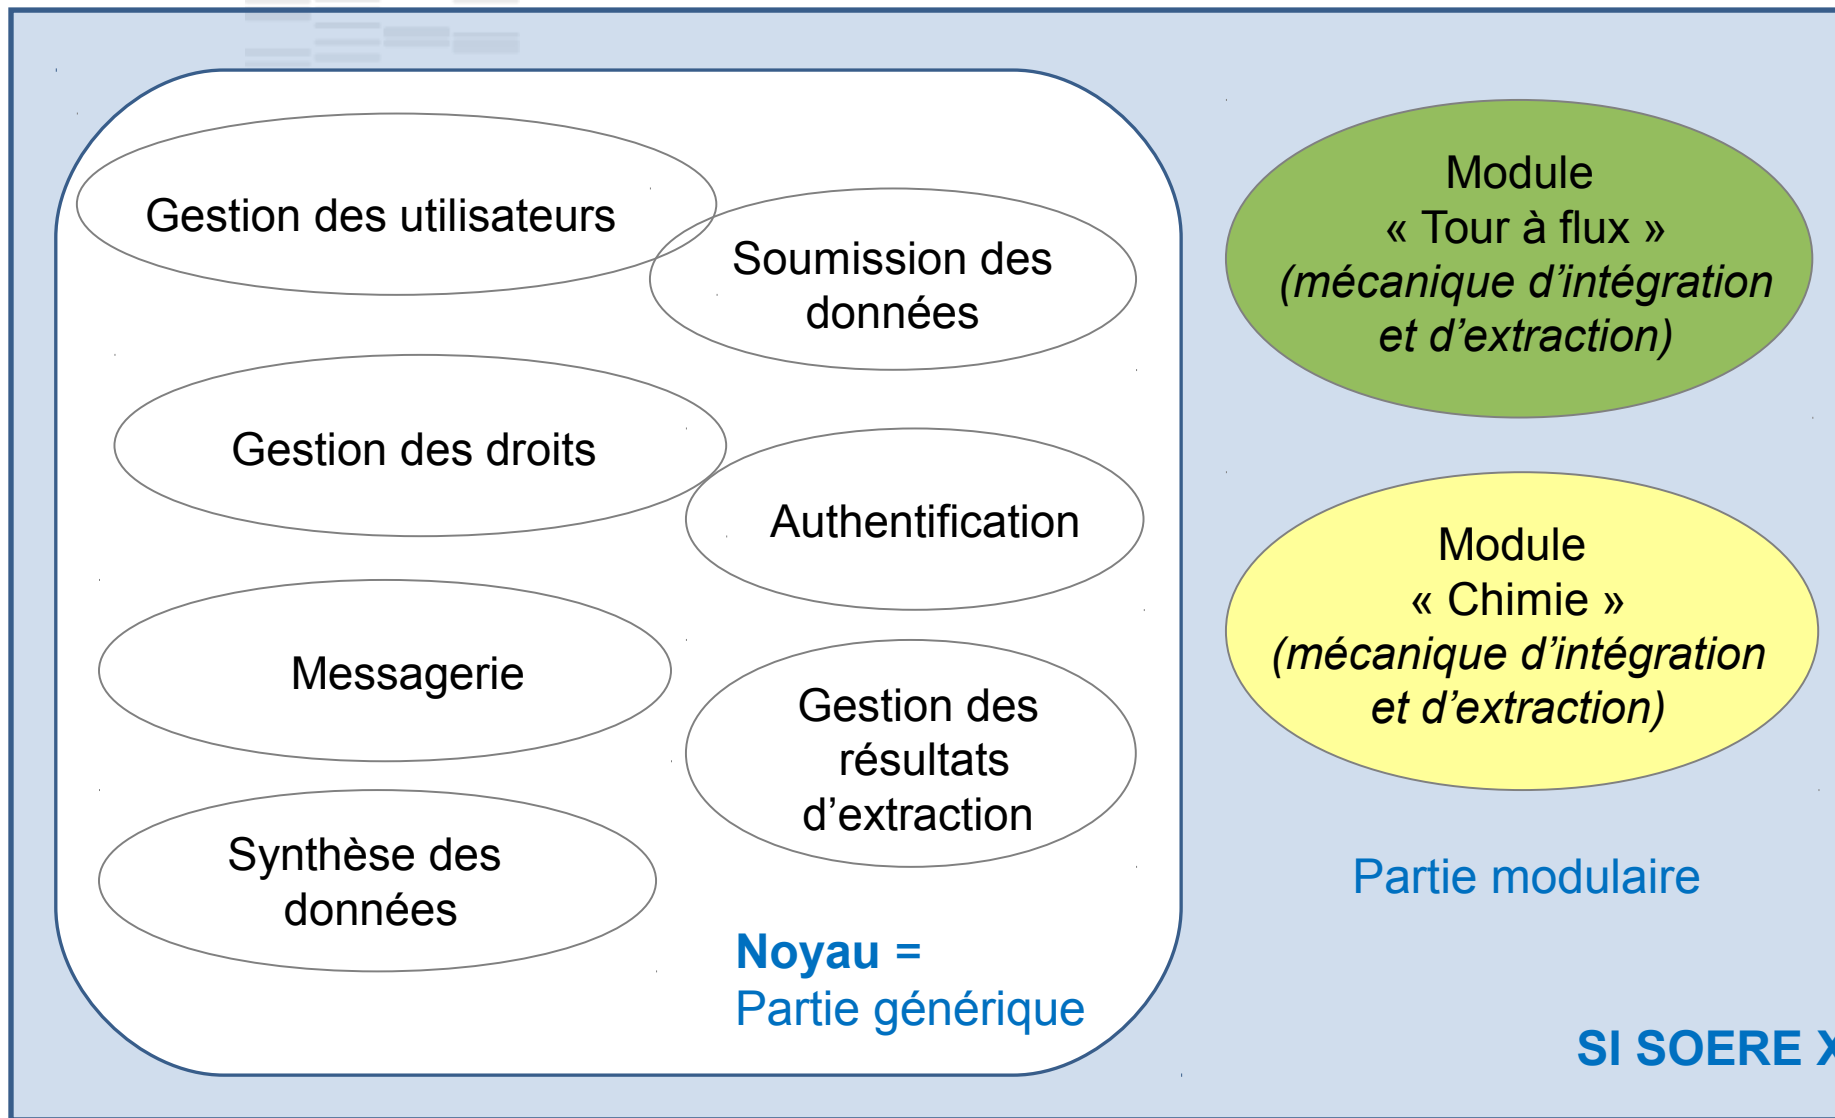 Gestion des utilisateurs
Soumission des
données
Gestion des droits
Authentification
Messagerie
Gestion des
résultats
d’extraction
Synthèse des
données
Noyau =
Partie générique
Module
« Tour à flux »
(mécanique d’intégration
et d’extraction)
Module
« Chimie »
(mécanique d’intégration
et d’extraction)
Partie modulaire
SI SOERE X